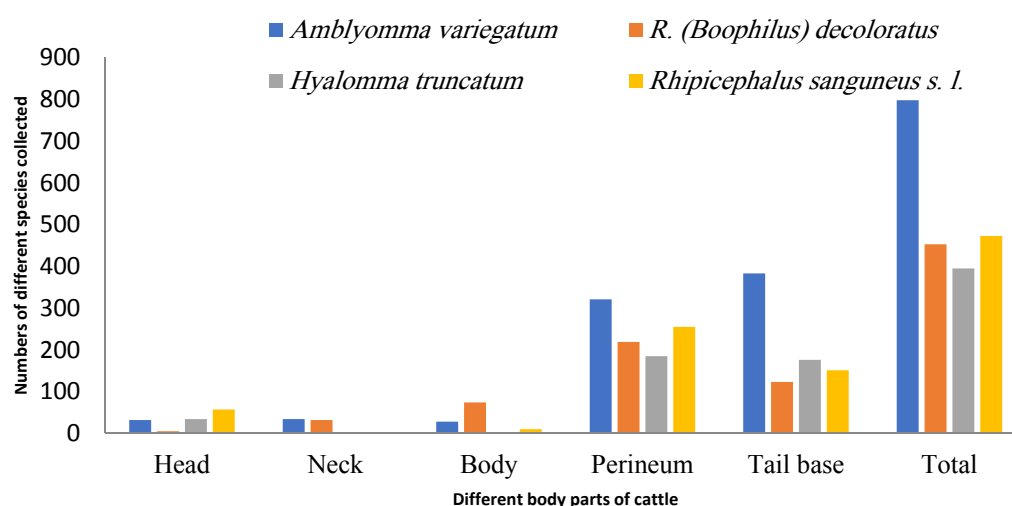 Amblyomma variegatum
R. (Boophilus) decoloratus
Hyalomma truncatum
Rhipicephalus sanguneus s. l.
900
800
700
600
500
400
300
200
100
0
Numbers of different species collected
Head
Neck
Body
Perineum
Tail base
Total
Different body parts of cattle